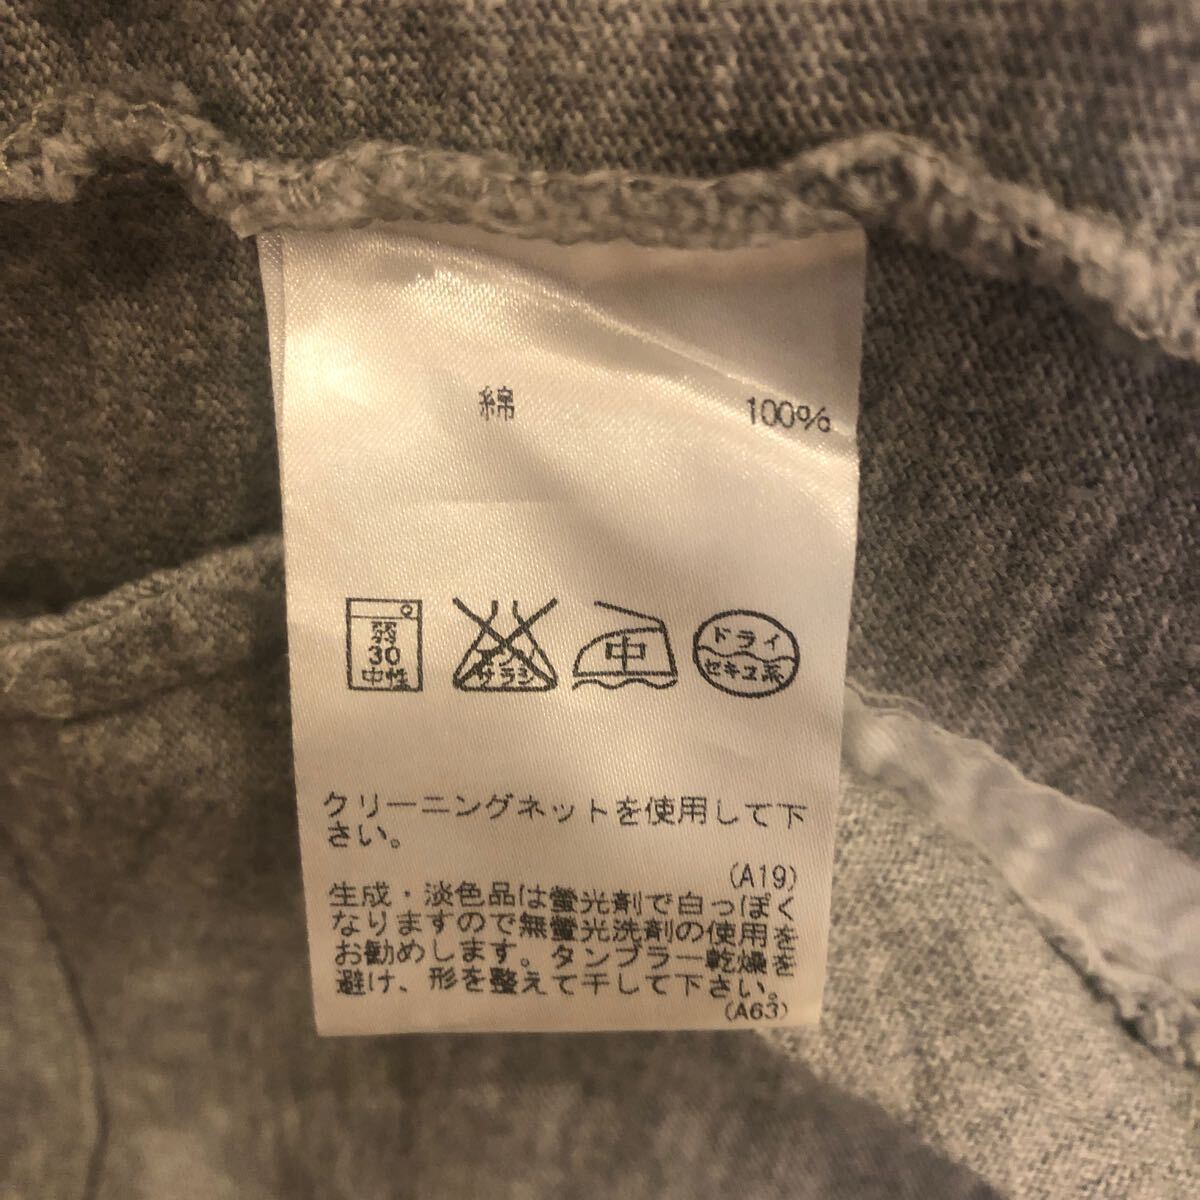 綿 100%
弱
30
中性
エンソ
サラシ
中
ドライ
セキユ系
クリーニングネットを使用して下
さい。
(A19)
生成・淡色品は螢光剤で白っぽく
なりますので無螢光洗剤の使用を
お勧めします。タンブラー乾燥を
避け、形を整えて干して下さい。
(A63)